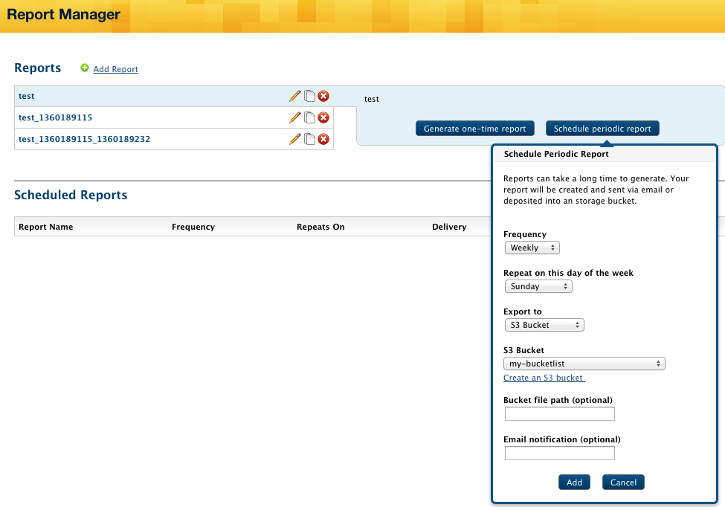 Report Manager
Reports
Add Report
test
test_1360189115
test_1360189115_1360189232
test
Generate one-time report
Schedule periodic report
Scheduled Reports
Report Name
Frequency
Repeats On
Delivery
Schedule Periodic Report
Reports can take a long time to generate. Your
report will be created and sent via email or
deposited into an storage bucket.
Frequency
Weekly
Repeat on this day of the week
Sunday
Export to
S3 Bucket
S3 Bucket
my-bucketlist
Create an S3 bucket
Bucket file path (optional)
Email notification (optional)
Add
Cancel